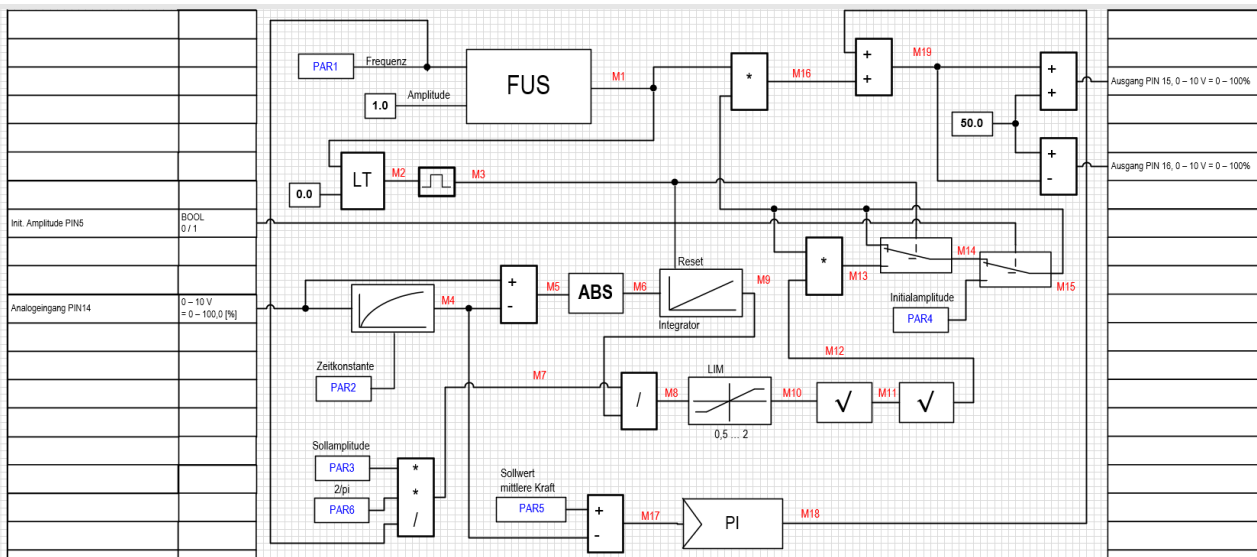 PAR1
Frequenz
FUS
M1
1.0
Amplitude
*
M16
+
+
M19
+
+
Ausgang PIN 15, 0 – 10 V = 0 – 100%
50.0
+
-
Ausgang PIN 16, 0 – 10 V = 0 – 100%
LT
M2
M3
0.0
Init. Amplitude PIN5
BOOL
0 / 1
*
M13
M14
M15
Reset
+
-
M5
ABS
M6
M9
Integrator
Initialamplitude
PAR4
Analogeingang PIN14
0 – 10 V
= 0 – 100,0 [%]
M4
Zeitkonstante
PAR2
M7
M12
/
M8
LIM
0,5 ... 2
M10
√
M11
√
Sollamplitude
PAR3
2/pi
PAR6
*
*
/
Sollwert
mittlere Kraft
PAR5
+
-
M17
PI
M18